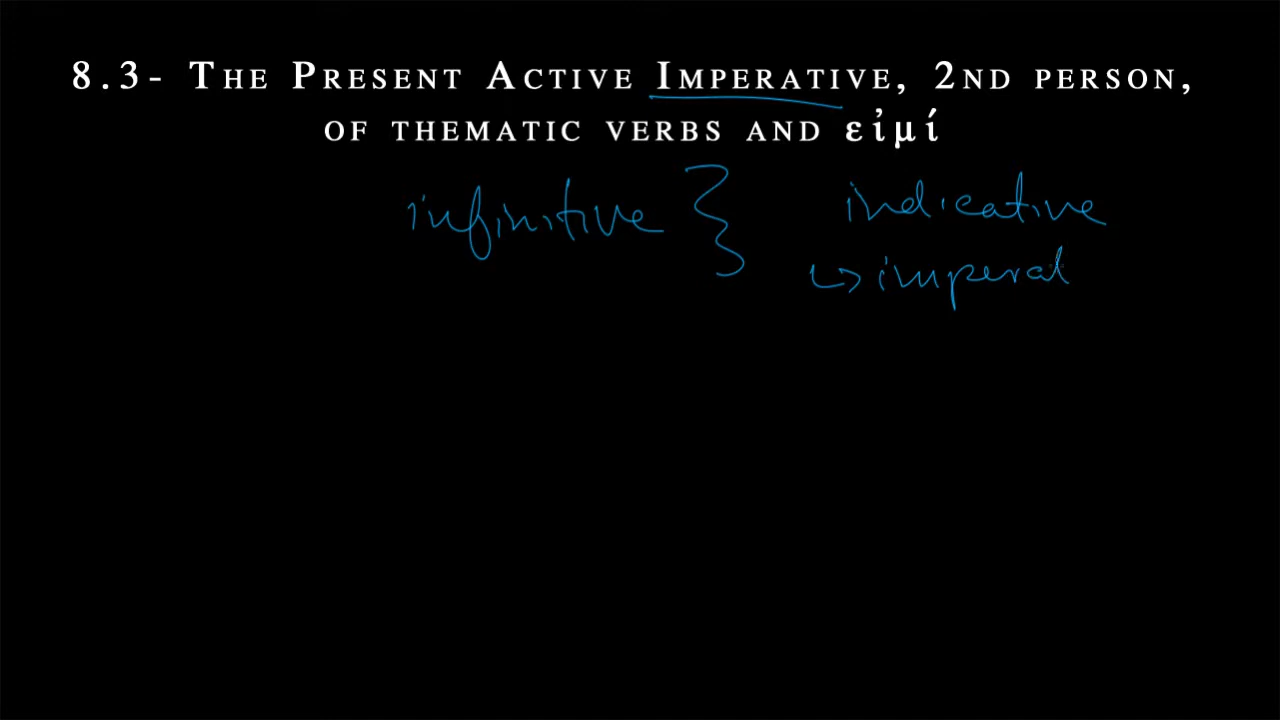 8.3- The Present Active Imperative, 2nd person,
of thematic verbs and εἰμί
infinitive } indicative
↪ imperat